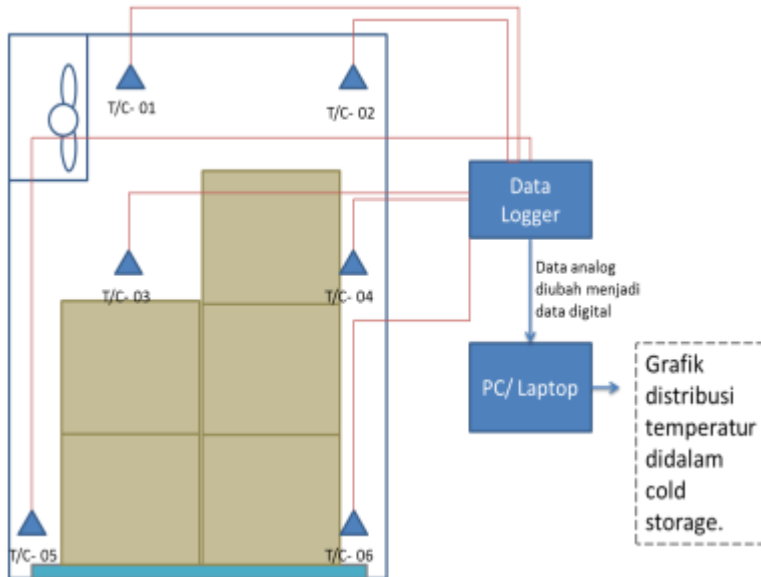 T/C- 01
T/C- 02
Data
Logger
T/C- 03
T/C- 04
Data analog
diubah menjadi
data digital
PC/ Laptop
Grafik
distribusi
temperatur
didalam
cold
storage.
T/C- 05
T/C- 06